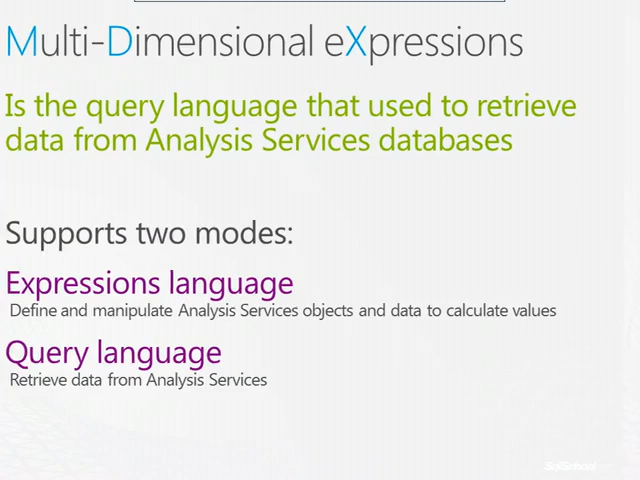 Multi-Dimensional eXpressions
Is the query language that used to retrieve
data from Analysis Services databases
Supports two modes:
Expressions language
Define and manipulate Analysis Services objects and data to calculate values
Query language
Retrieve data from Analysis Services
SqlSchool